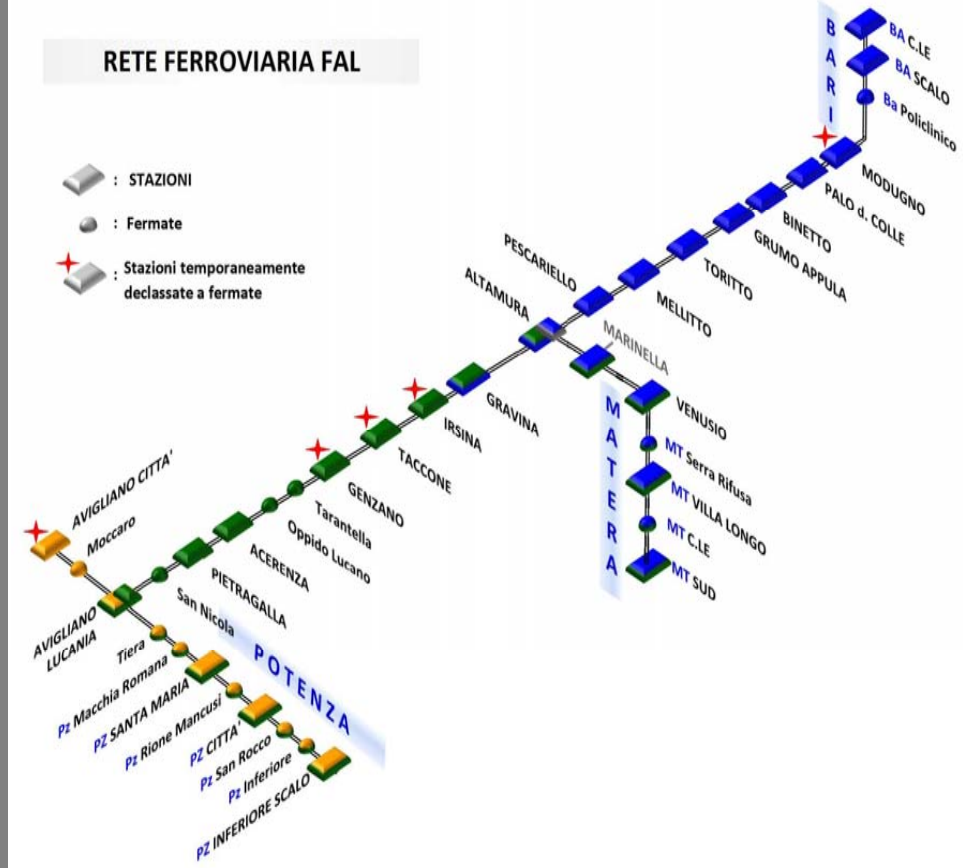 RETE FERROVIARIA FAL
: STAZIONI
: Fermate
: Stazioni temporaneamente
declassate a fermate
BARI
BA C.LE
BA SCALO
Ba Policlinico
MODUGNO
PALO d. COLLE
BINETTO
GRUMO APPULA
TORITTO
MELLITTO
PESCARIELLO
ALTAMURA
MARINELLA
VENUSIO
MATERA
MT Serra Rifusa
MT VILLA LONGO
MT C.LE
MT SUD
GRAVINA
IRSINA
TACCONE
GENZANO
Tarantella
Oppido Lucano
ACERENZA
PIETRAGALLA
San Nicola
AVIGLIANO CITTA'
Moccaro
AVIGLIANO
LUCANIA
POTENZA
Tiera
Pz Macchia Romana
PZ SANTA MARIA
Pz Rione Mancusi
PZ CITTA'
Pz San Rocco
Pz Inferiore
PZ INFERIORE SCALO